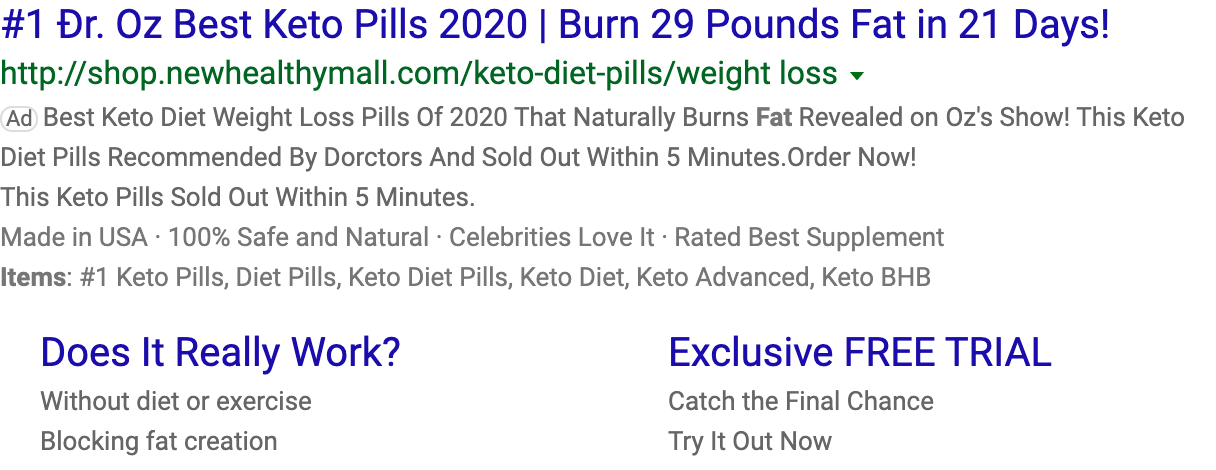 #1 Đr. Oz Best Keto Pills 2020 | Burn 29 Pounds Fat in 21 Days!
http://shop.newhealthymall.com/keto-diet-pills/weight loss
Ad Best Keto Diet Weight Loss Pills Of 2020 That Naturally Burns Fat Revealed on Oz's Show! This Keto
Diet Pills Recommended By Dorctors And Sold Out Within 5 Minutes.Order Now!
This Keto Pills Sold Out Within 5 Minutes.
Made in USA · 100% Safe and Natural · Celebrities Love It · Rated Best Supplement
Items: #1 Keto Pills, Diet Pills, Keto Diet Pills, Keto Diet, Keto Advanced, Keto BHB
Does It Really Work?
Without diet or exercise
Blocking fat creation
Exclusive FREE TRIAL
Catch the Final Chance
Try It Out Now